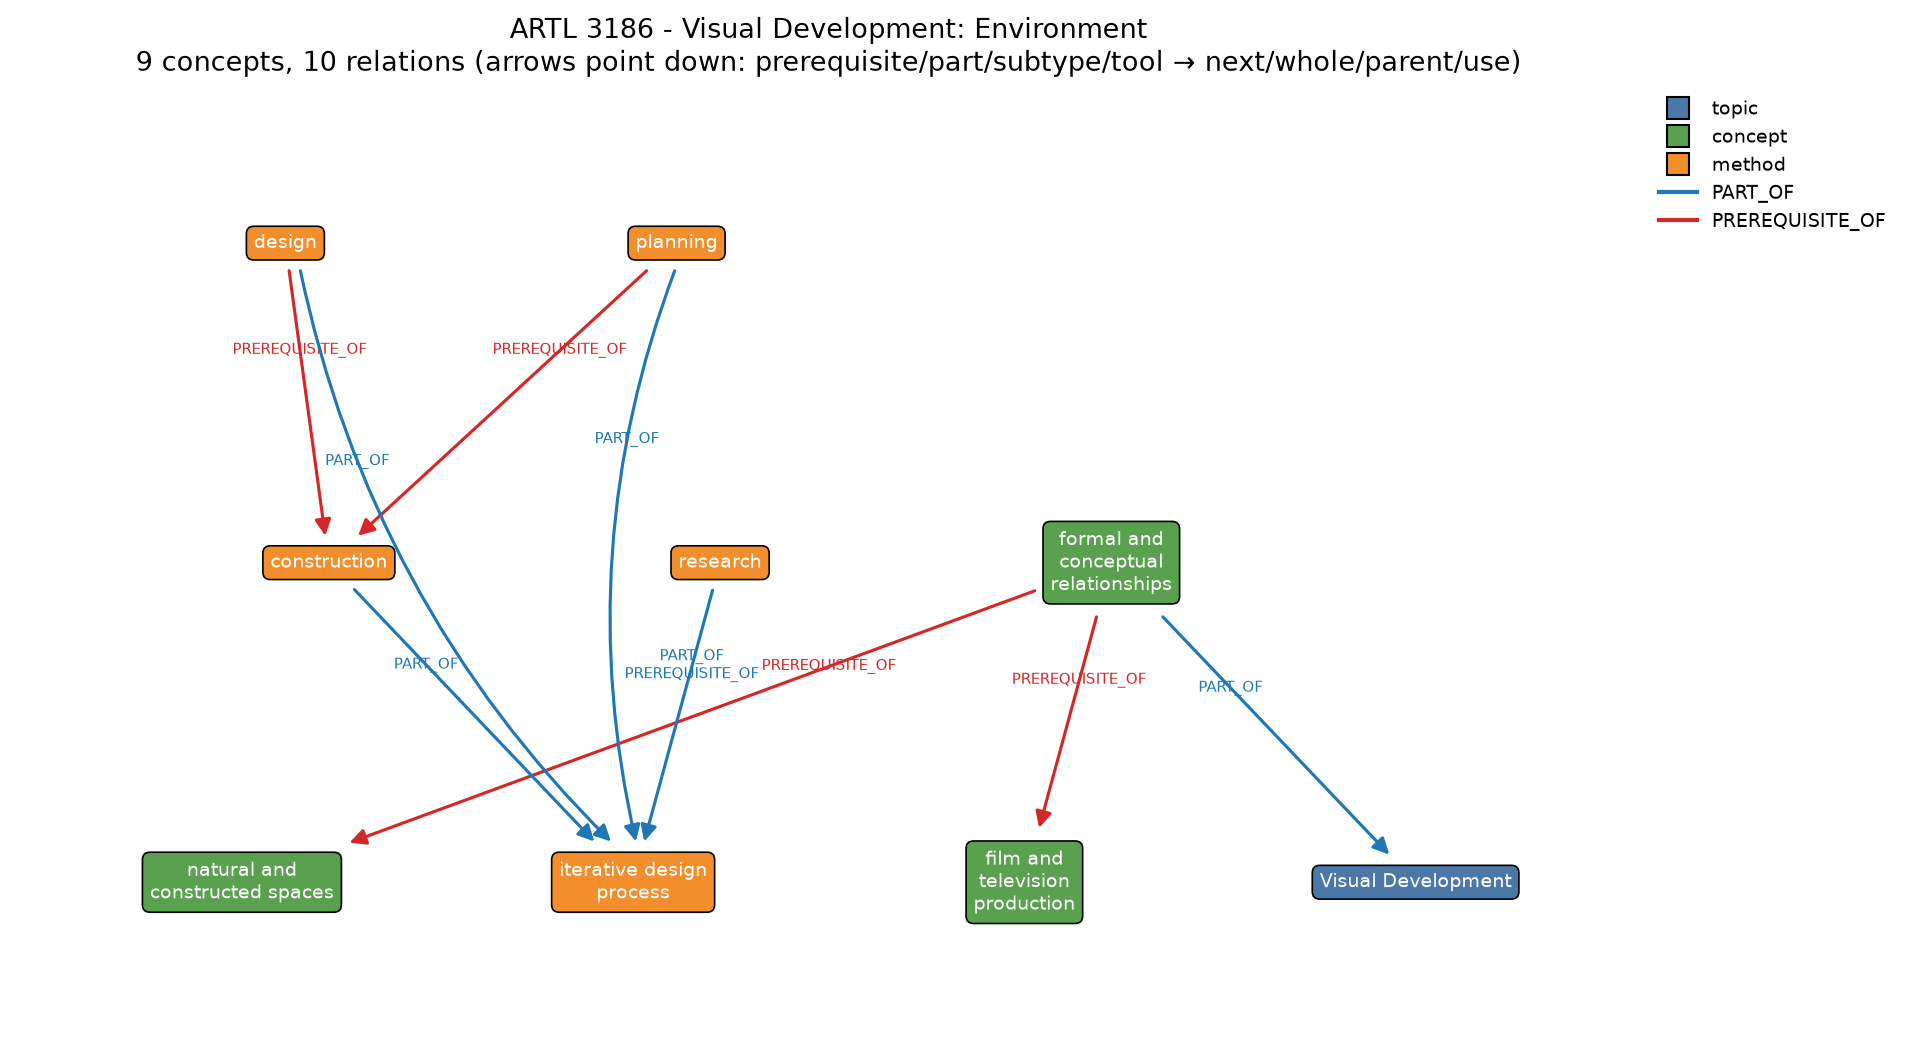 ARTL 3186 - Visual Development: Environment
9 concepts, 10 relations (arrows point down: prerequisite/part/subtype/tool → next/whole/parent/use)
topic
concept
method
PART_OF
PREREQUISITE_OF
design
planning
PREREQUISITE_OF
PREREQUISITE_OF
PART_OF
PART_OF
construction
research
formal and
conceptual
relationships
PART_OF
PART_OF
PREREQUISITE_OF
PREREQUISITE_OF
PREREQUISITE_OF
PART_OF
natural and
constructed spaces
iterative design
process
film and
television
production
Visual Development